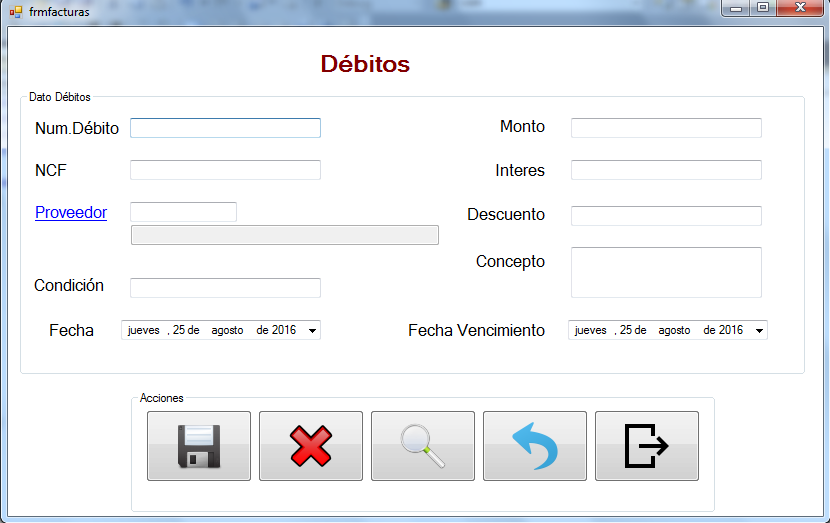 frmfacturas
Débitos
Dato Débitos
Num.Débito
Monto
NCF
Interes
Proveedor
Descuento
Concepto
Condición
Fecha
jueves , 25 de agosto de 2016
Fecha Vencimiento
jueves , 25 de agosto de 2016
Acciones